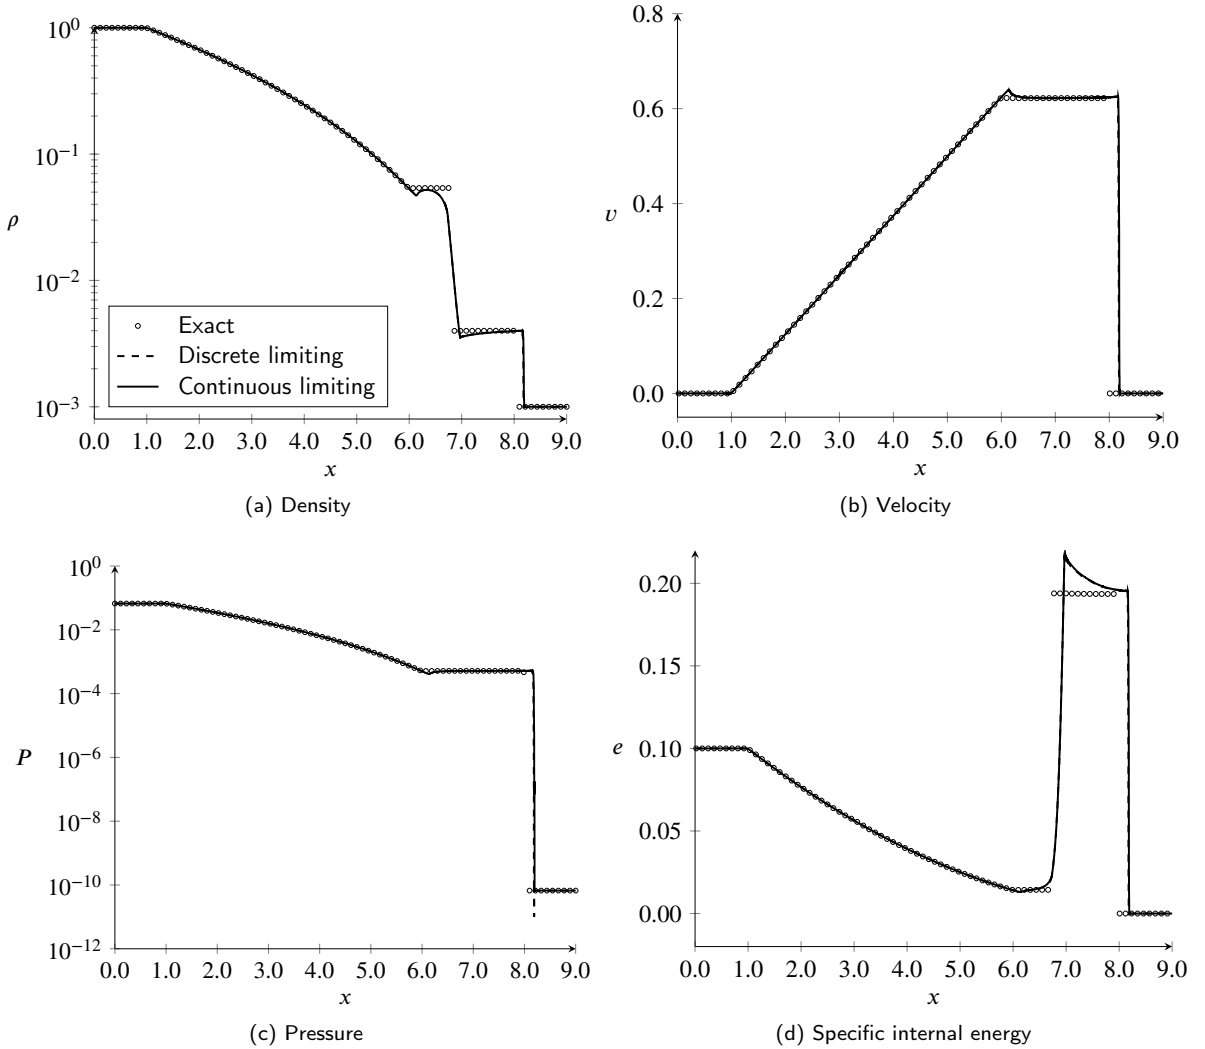 10⁰
10⁻¹
10⁻²
10⁻³
ρ
Exact
Discrete limiting
Continuous limiting
0.0 1.0 2.0 3.0 4.0 5.0 6.0 7.0 8.0 9.0
x
(a) Density
0.8
0.6
0.4
0.2
0.0
v
0.0 1.0 2.0 3.0 4.0 5.0 6.0 7.0 8.0 9.0
x
(b) Velocity
10⁰
10⁻²
10⁻⁴
10⁻⁶
10⁻⁸
10⁻¹⁰
10⁻¹²
P
0.0 1.0 2.0 3.0 4.0 5.0 6.0 7.0 8.0 9.0
x
(c) Pressure
0.20
0.15
0.10
0.05
0.00
e
0.0 1.0 2.0 3.0 4.0 5.0 6.0 7.0 8.0 9.0
x
(d) Specific internal energy